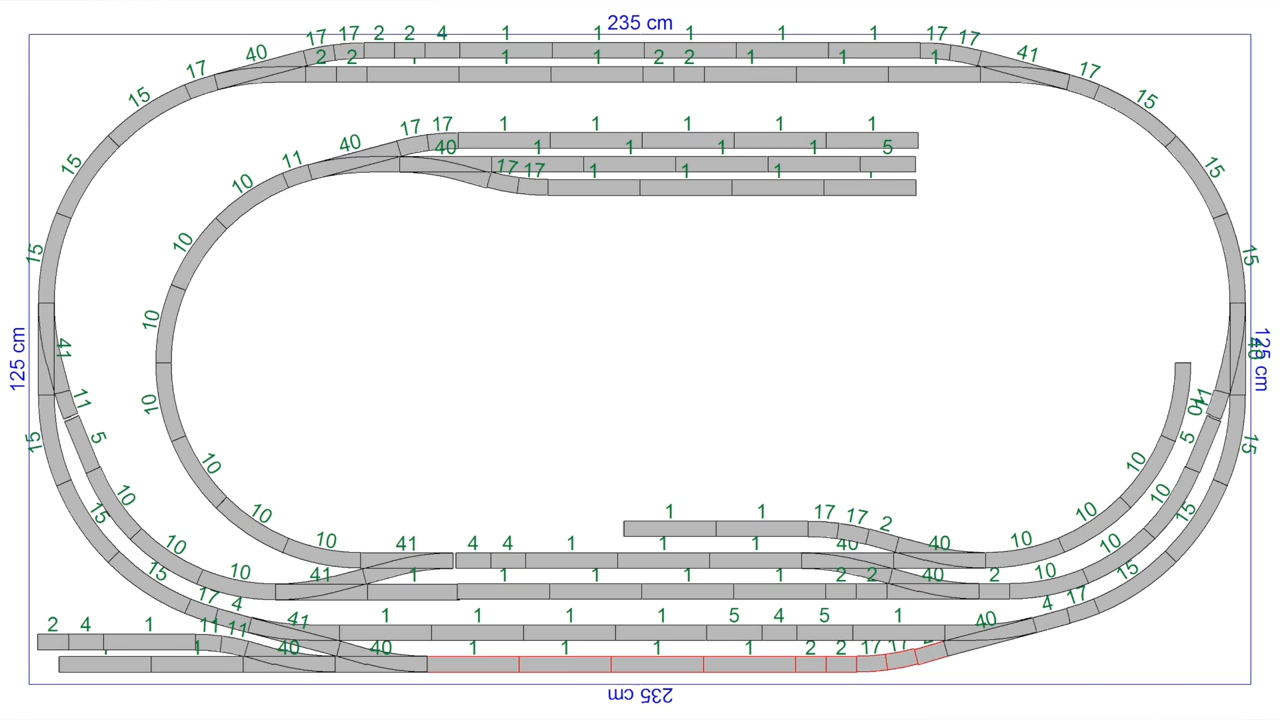 235 cm
17 17 2 2 4 1 1 1 1 1 17 17
40 2 2 1 1 2 2 1 1 1 41
17 17
15 15
17 17 1 1 1 1 1
40 40 1 1 1 1 5
11 17 17 1 1 1
15 10 15
10
15 15
125 cm 10 41 125 cm
10 11 10
15 5 5 15
10 10 10
15 10 1 1 17 17 2 10 10 15
10 10 41 4 4 1 1 1 40 40 10 10
15 10 41 1 1 1 1 1 2 2 40 2 10 15
17 4 41 1 1 1 1 5 4 5 1 40 4 17
2 4 1 11 11
1 40 40 1 1 1 1 2 2 17 17
235 cm